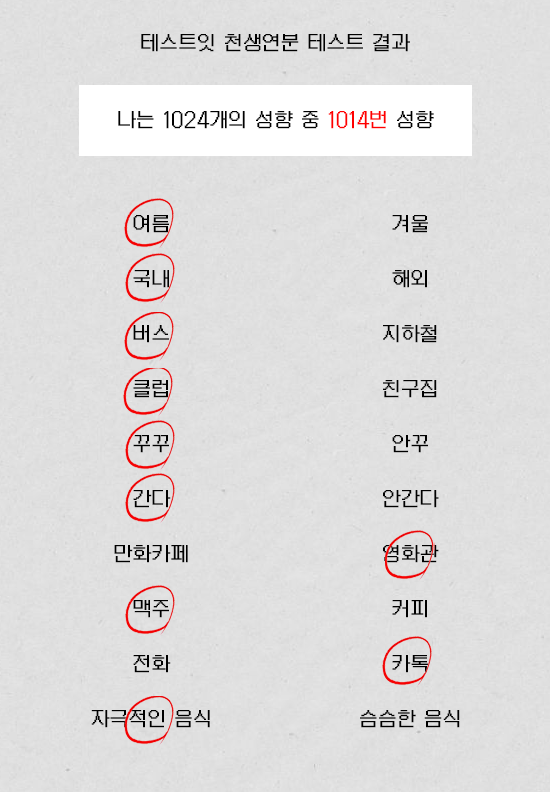 테스트잇 천생연분 테스트 결과
나는 1024개의 성향 중 1014번 성향
여름 겨울
국내 해외
버스 지하철
클럽 친구집
꾸꾸 안꾸
간다 안간다
만화카페 영화관
맥주 커피
전화 카톡
자극적인 음식 슴슴한 음식